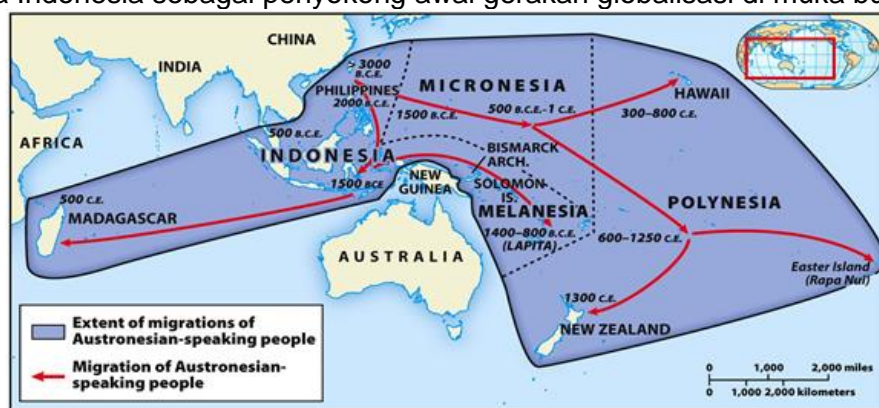 Indonesia sebagai penyokong awal gerakan globalisasi di muka
CHINA
INDIA
AFRICA
> 3000
B.C.E.
PHILIPPINES
2000 B.C.E.
MICRONESIA
1500 B.C.E.
500 B.C.E.–1 C.E.
HAWAII
300–800 C.E.
500 B.C.E.
INDONESIA
1500 BCE
BISMARCK
ARCH.
NEW
GUINEA
SOLOMON
IS.
MELANESIA
1400–800 B.C.E.
(LAPITA)
POLYNESIA
600–1250 C.E.
500 C.E.
MADAGASCAR
AUSTRALIA
Easter Island
(Rapa Nui)
1300 C.E.
NEW ZEALAND
Extent of migrations of
Austronesian-speaking people
Migration of Austronesian-
speaking people
0 1,000 2,000 miles
0 1,000 2,000 kilometers